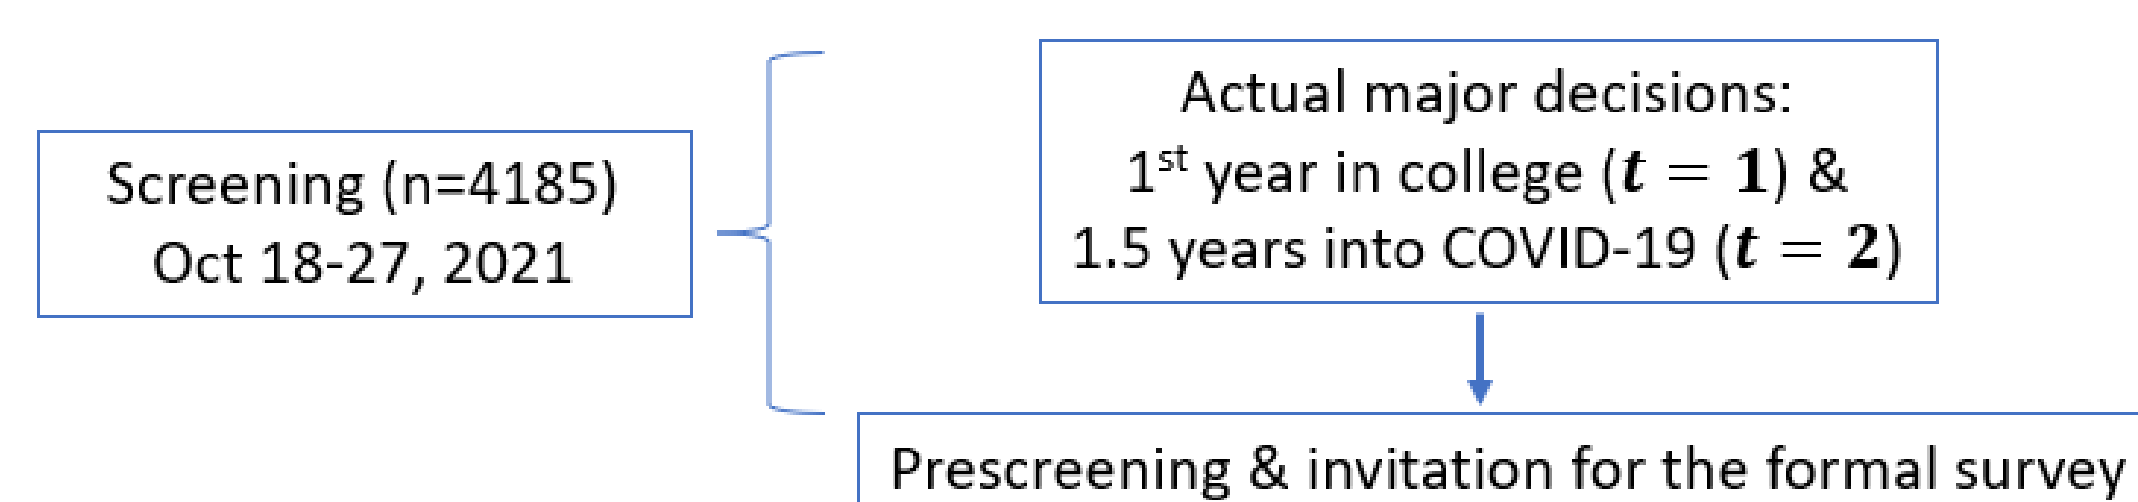 Screening (n=4185)
Oct 18-27, 2021
Actual major decisions:
1st year in college (t = 1) &
1.5 years into COVID-19 (t = 2)
Prescreening & invitation for the formal survey